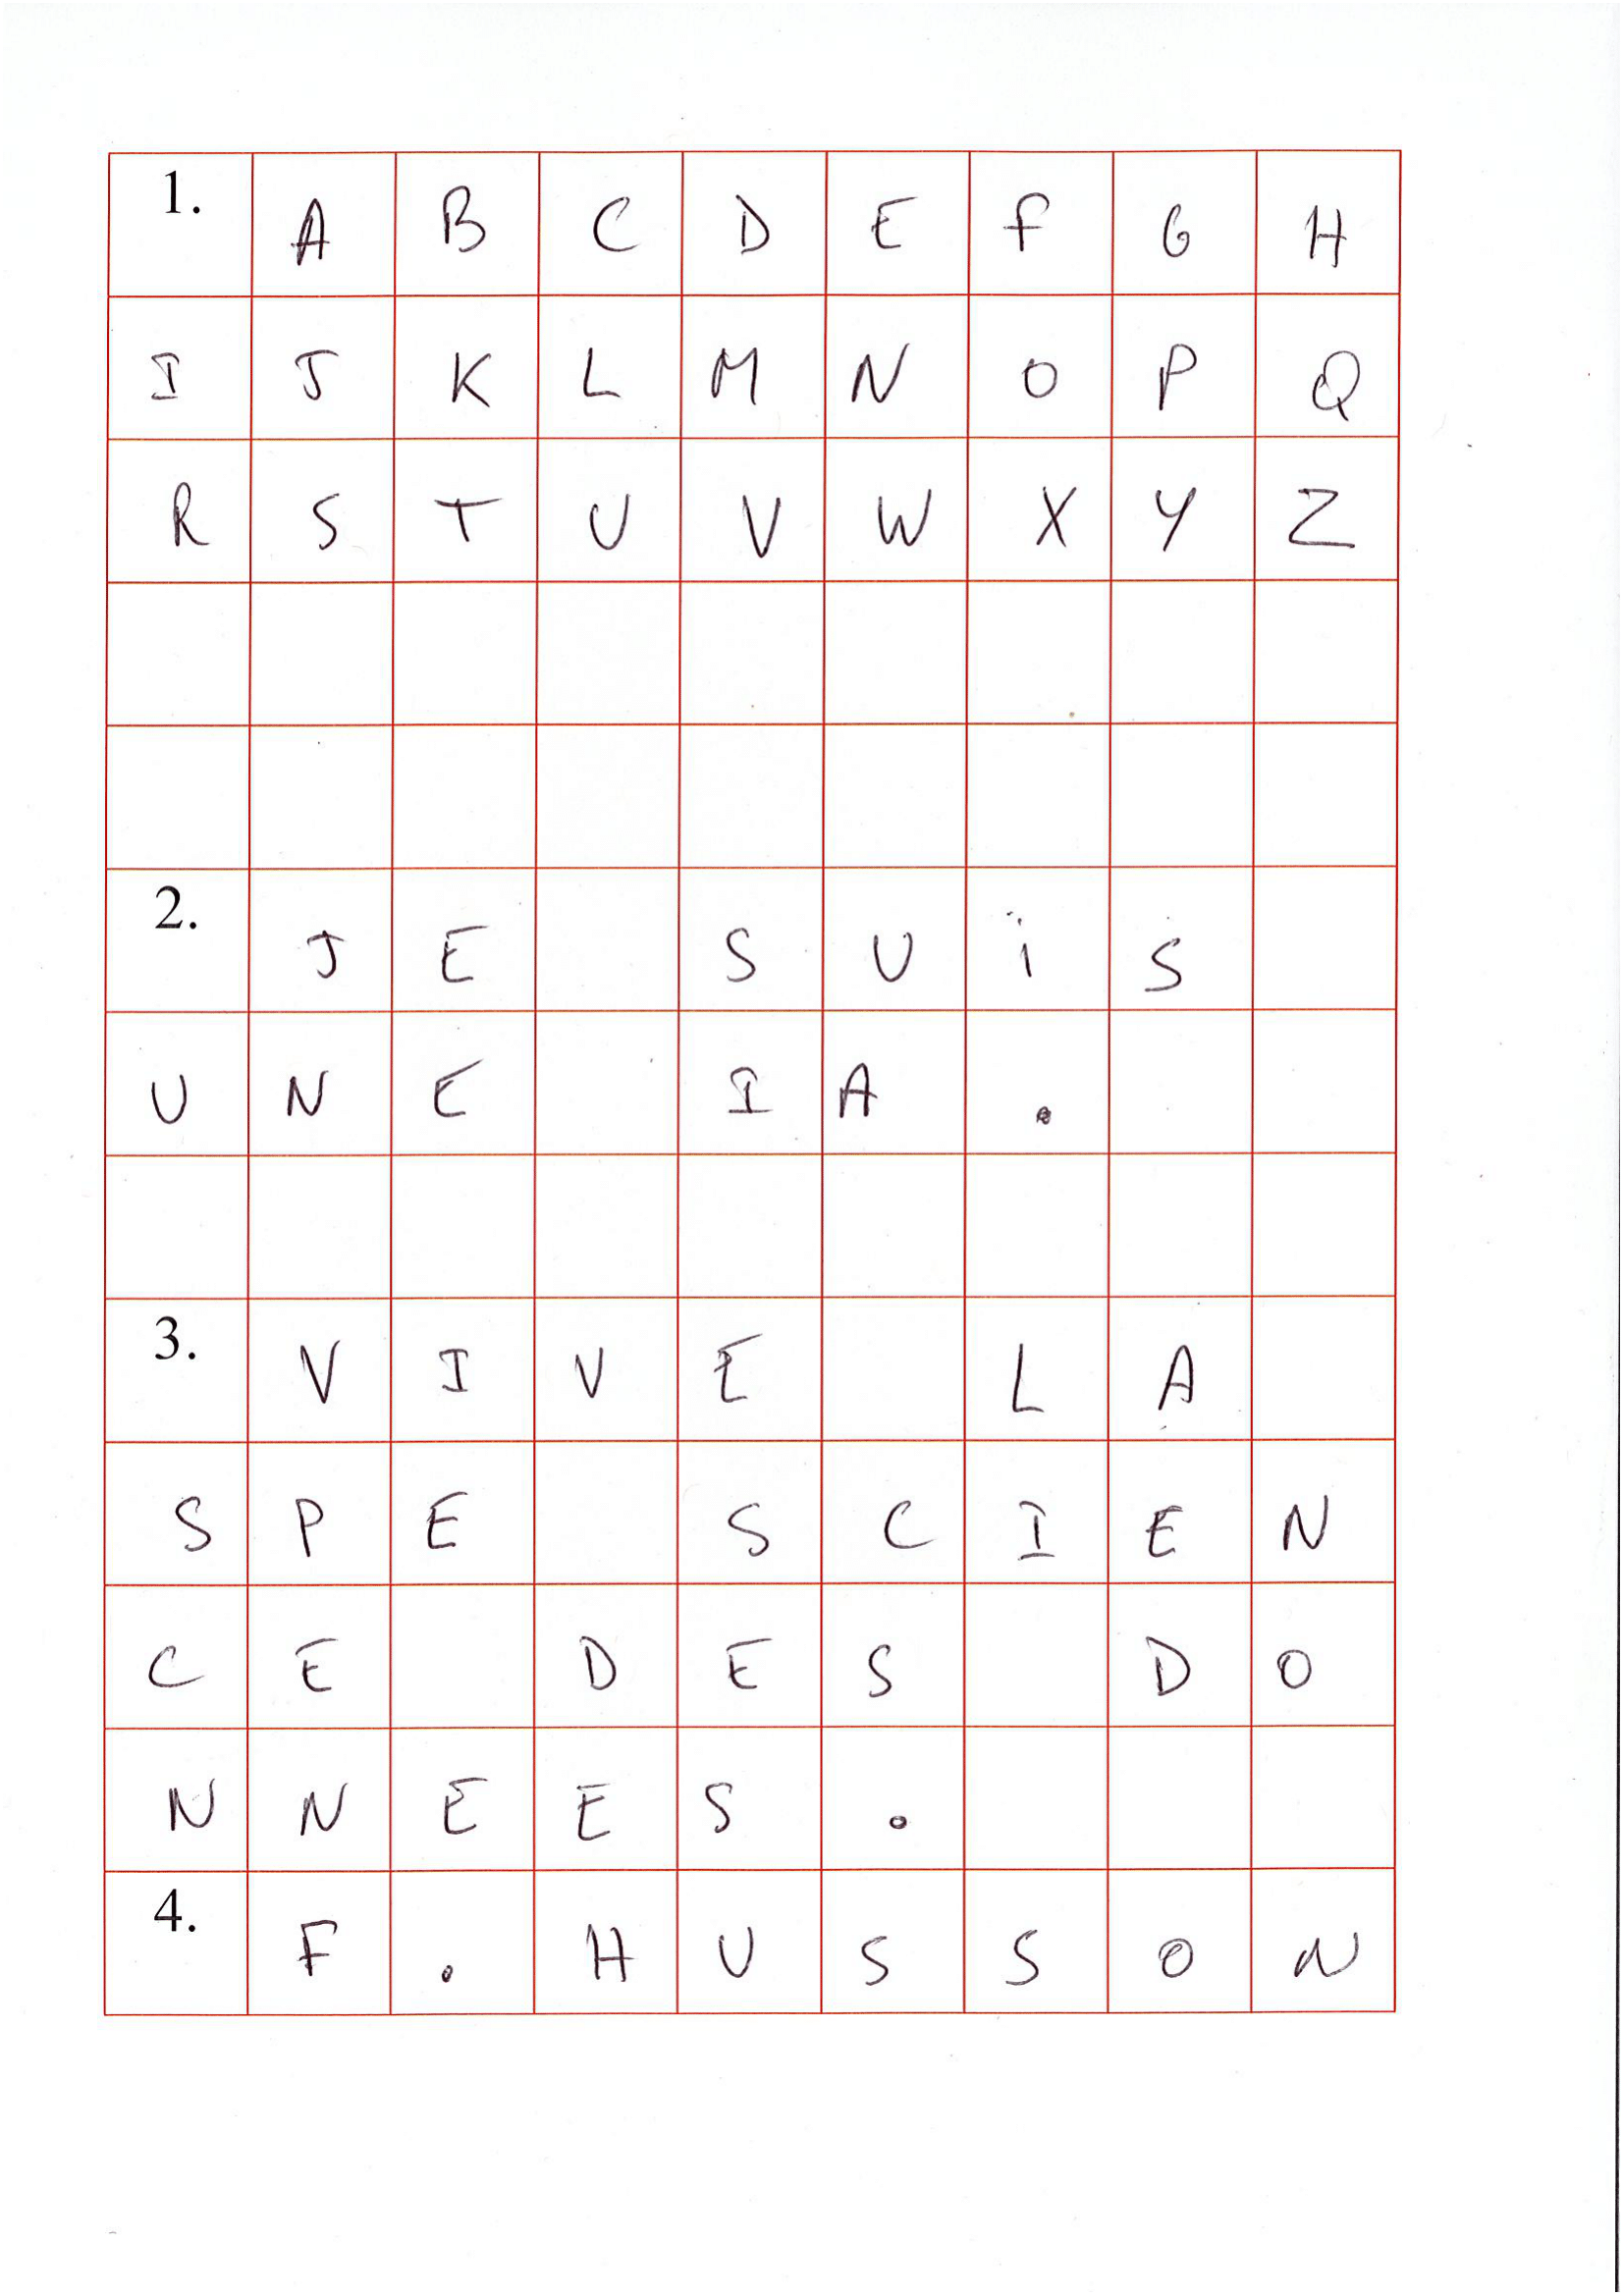 1. A B C D E F G H
I J K L M N O P Q
R S T U V W X Y Z
2. J E S U i S
U N E I A .
3. V I V E L A
S P E S C I E N
C E D E S D O
N N E E S .
4. F . H U S S O N